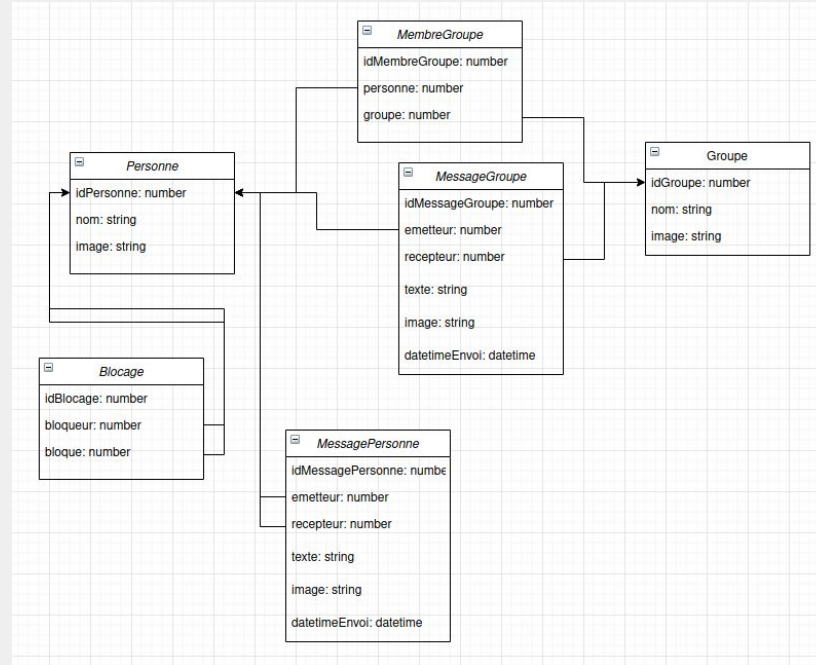 MembreGroupe
idMembreGroupe: number
personne: number
groupe: number
Personne
idPersonne: number
nom: string
image: string
MessageGroupe
idMessageGroupe: number
emetteur: number
recepteur: number
texte: string
image: string
datetimeEnvoi: datetime
Groupe
idGroupe: number
nom: string
image: string
Blocage
idBlocage: number
bloqueur: number
bloque: number
MessagePersonne
idMessagePersonne: numbe
emetteur: number
recepteur: number
texte: string
image: string
datetimeEnvoi: datetime